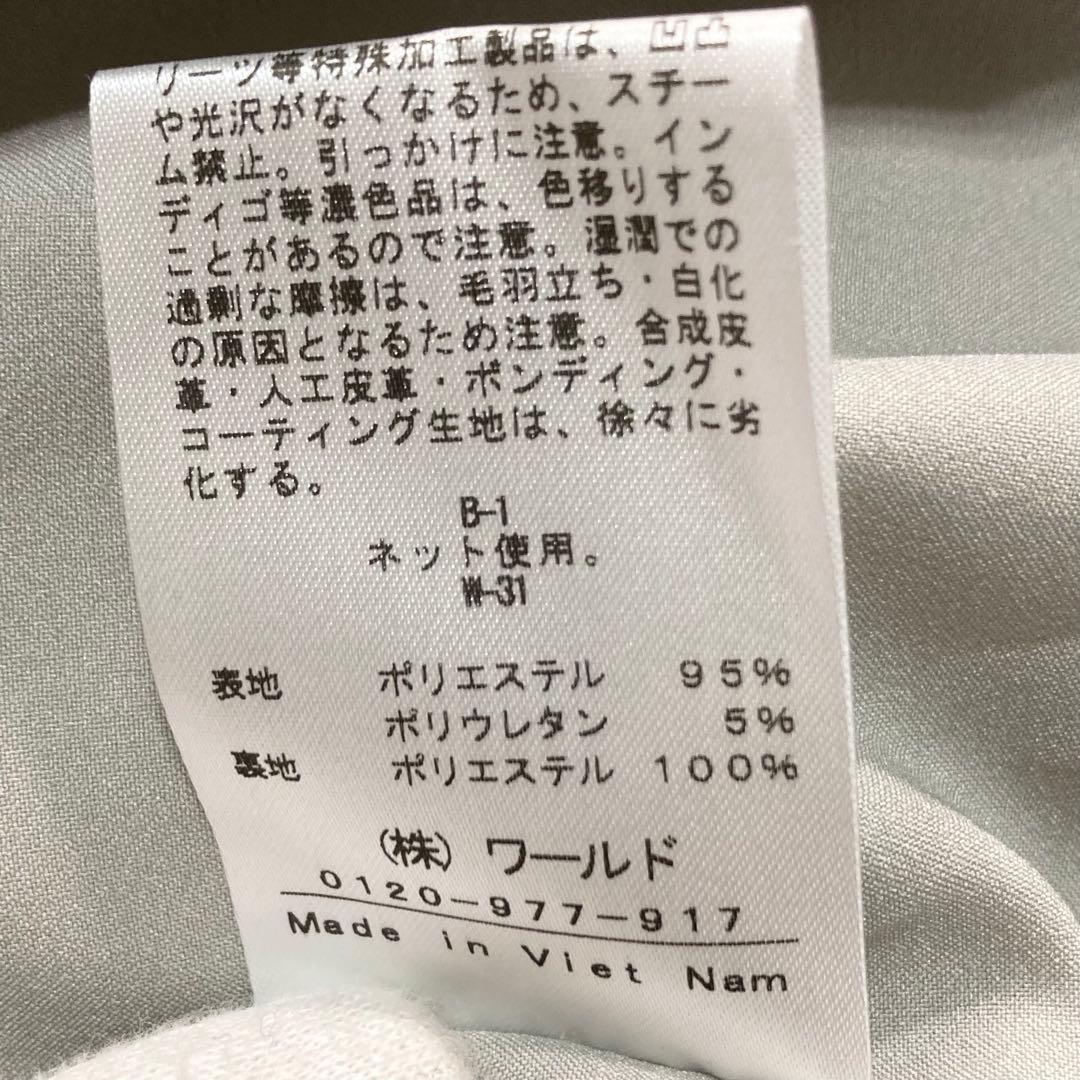 リーツ等特殊加工製品は、凹凸
や光沢がなくなるため、スチー
ム禁止。引っかけに注意。イン
ディゴ等濃色品は、色移りする
ことがあるので注意。湿潤での
過剰な摩擦は、毛羽立ち・白化
の原因となるため注意。合成皮
革・人工皮革・ボンディング・
コーティング生地は、徐々に劣
化する。
B-1
ネット使用。
W-31
表地 ポリエステル 95%
ポリウレタン 5%
裏地 ポリエステル 100%
(株) ワールド
0120-977-917
Made in Viet Nam